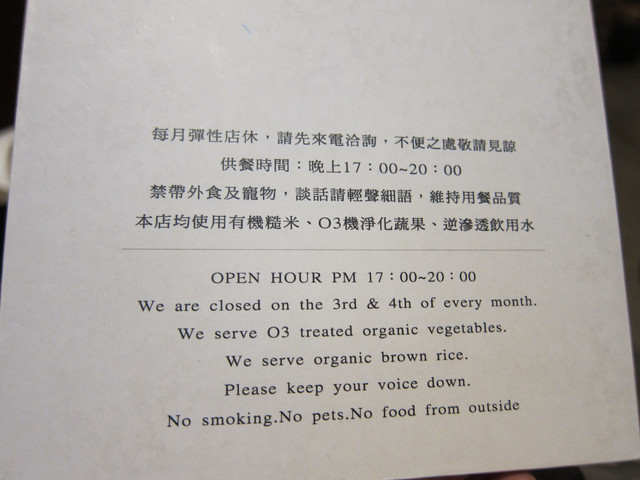 每月彈性店休，請先來電洽詢，不便之處敬請見諒
供餐時間：晚上17：00~20：00
禁帶外食及寵物，談話請輕聲細語，維持用餐品質
本店均使用有機糙米、O3機淨化蔬果、逆滲透飲用水
OPEN HOUR PM 17：00~20：00
We are closed on the 3rd & 4th of every month.
We serve O3 treated organic vegetables.
We serve organic brown rice.
Please keep your voice down.
No smoking.No pets.No food from outside